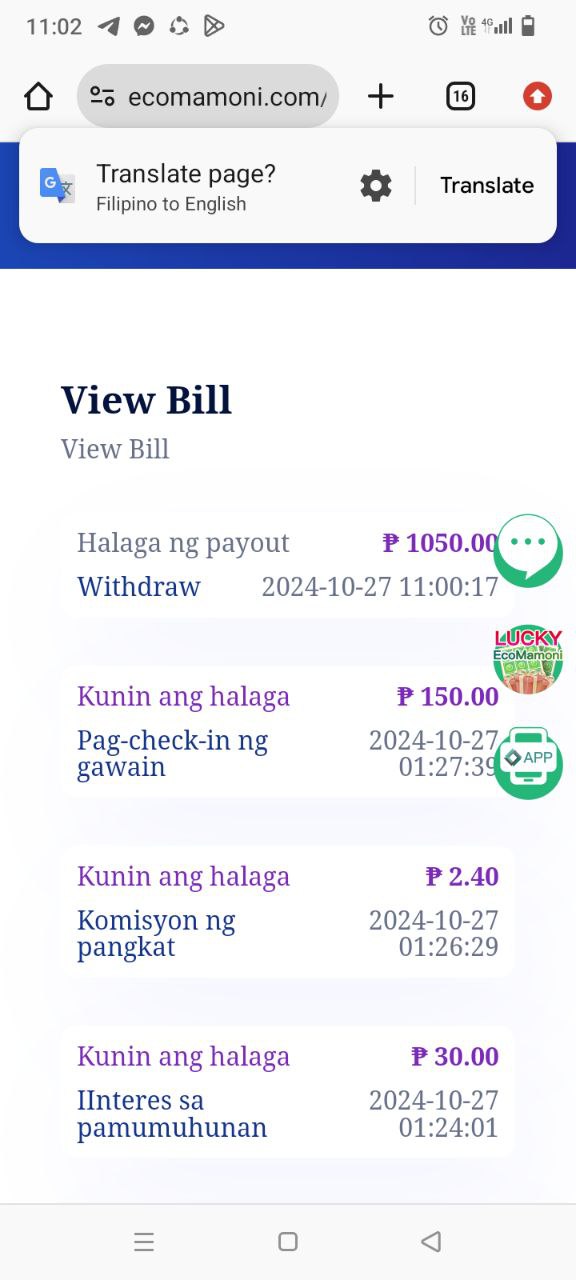 11:02
Vo
LTE
4G
ecomamoni.com/
16
Translate page?
Filipino to English
Translate
View Bill
View Bill
Halaga ng payout ₱ 1050.00
Withdraw 2024-10-27 11:00:17
LUCKY
EcoMamoni
Kunin ang halaga ₱ 150.00
Pag-check-in ng 2024-10-27
gawain 01:27:39
APP
Kunin ang halaga ₱ 2.40
Komisyon ng 2024-10-27
pangkat 01:26:29
Kunin ang halaga ₱ 30.00
IInteres sa 2024-10-27
pamumuhunan 01:24:01